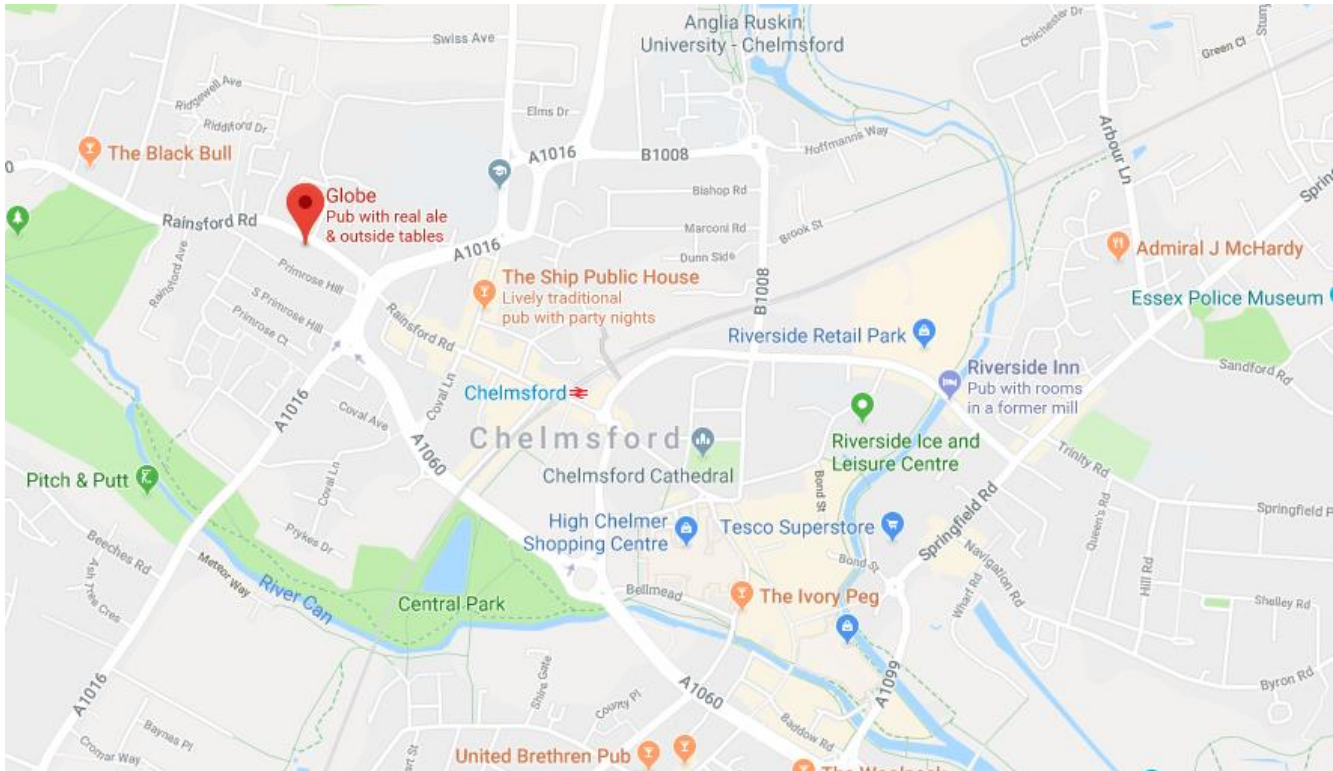 Anglia Ruskin
University - Chelmsford
Swiss Ave
Chichester Dr
Green Cl
Ridgewell Ave
Riddiford Dr
Elms Dr
Hoffmanns Way
Arbour Ln
The Black Bull
A1016
B1008
Bishop Rd
Globe
Pub with real ale
& outside tables
Rainsford Rd
Marconi Rd
Brook St
Dunn Side
A1016
Admiral J McHardy
Rainsford Ave
Primrose Hill
S Primrose Hill
Primrose Ct
The Ship Public House
Lively traditional
pub with party nights
B1008
Essex Police Museum
Rainsford Rd
Riverside Retail Park
Sandford Rd
Riverside Inn
Pub with rooms
in a former mill
Chelmsford
Coval Ln
A1016
Coval Ave
Chelmsford
A1060
Chelmsford Cathedral
Riverside Ice and
Leisure Centre
Trinity Rd
Pitch & Putt
Coval Ln
Bond St
Springfield Rd
Queen's Rd
Springfield
High Chelmer
Shopping Centre
Tesco Superstore
Prykes Dr
Beeches Rd
Meteor Way
Ash Tree Cres
River Can
Central Park
Bellmead
The Ivory Peg
Bond St
Navigation Rd
Wharf Rd
Hill Rd
Shelley Rd
A1016
Shire Gate
County Pl
A1060
A1099
Byron Rd
Baynes Pl
Cromar Way
United Brethren Pub
Baddow Rd